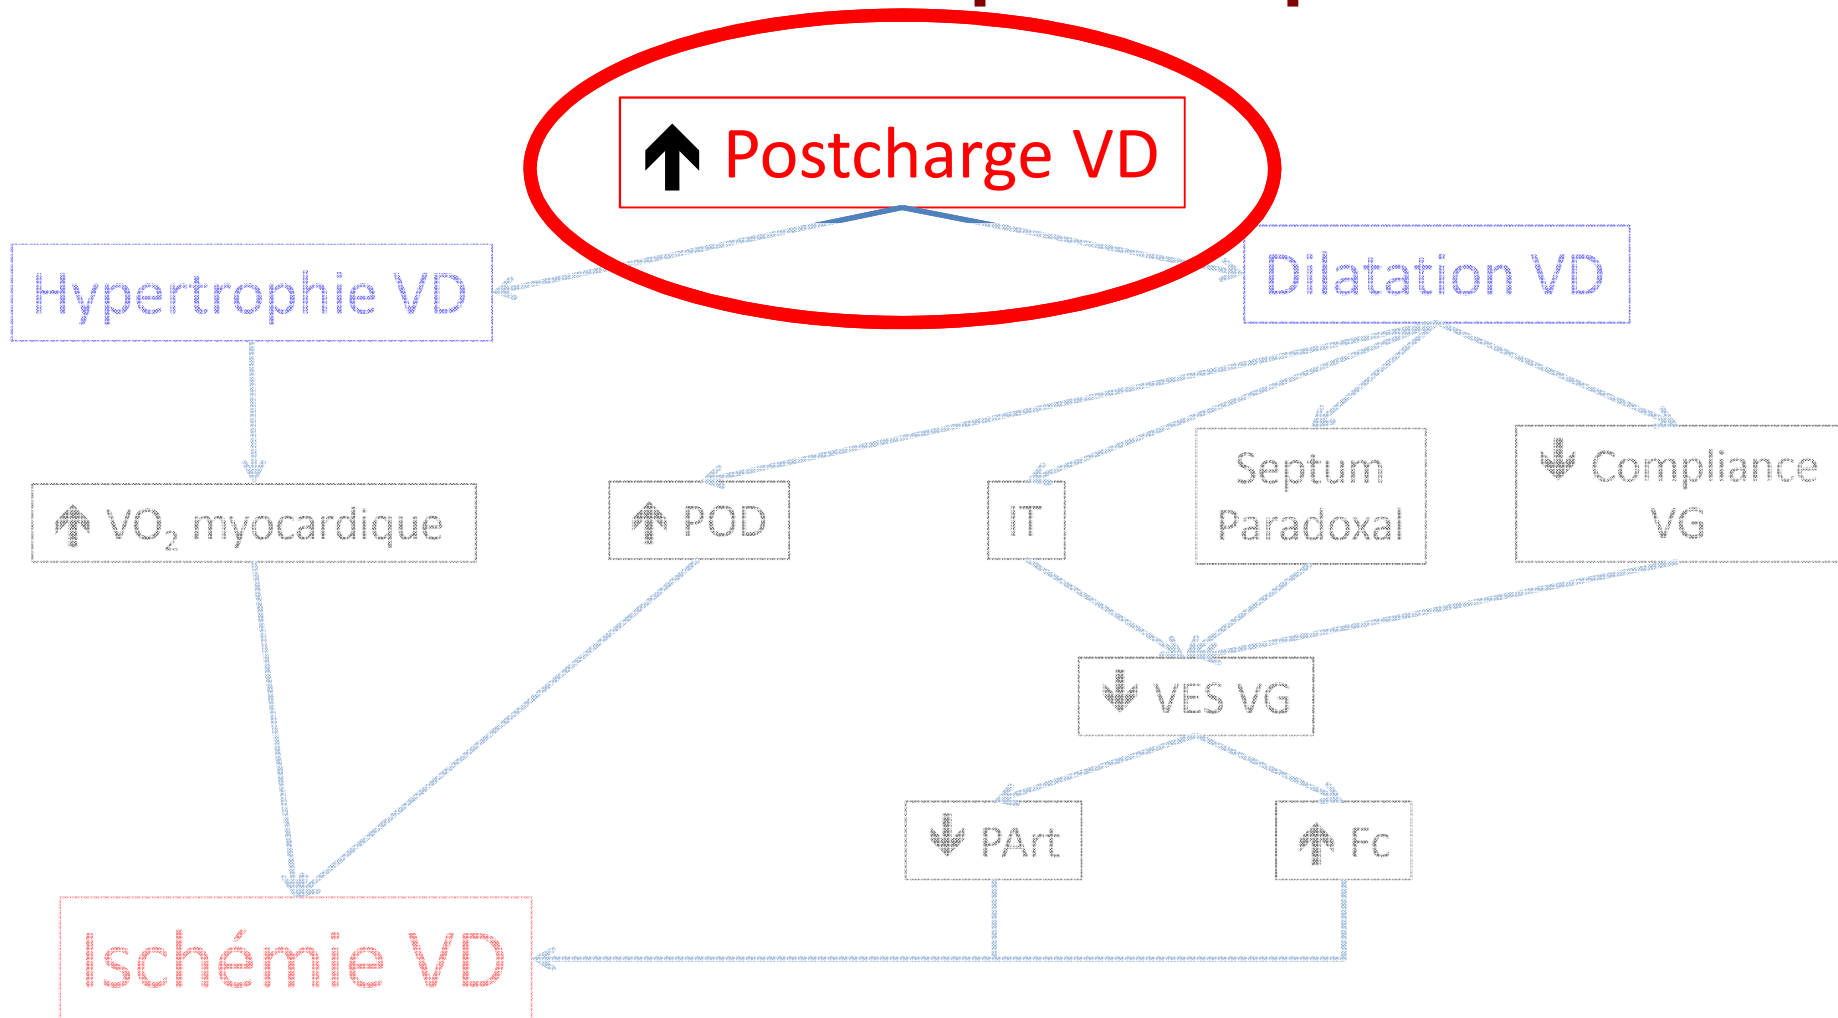 ↑ Postcharge VD
Hypertrophie VD
Dilatation VD
↑ VO₂ myocardique
↑ POD
IT
Septum
Paradoxal
↓ Compliance
VG
↓ VES VG
↓ PArt
↑ Fc
Ischémie VD